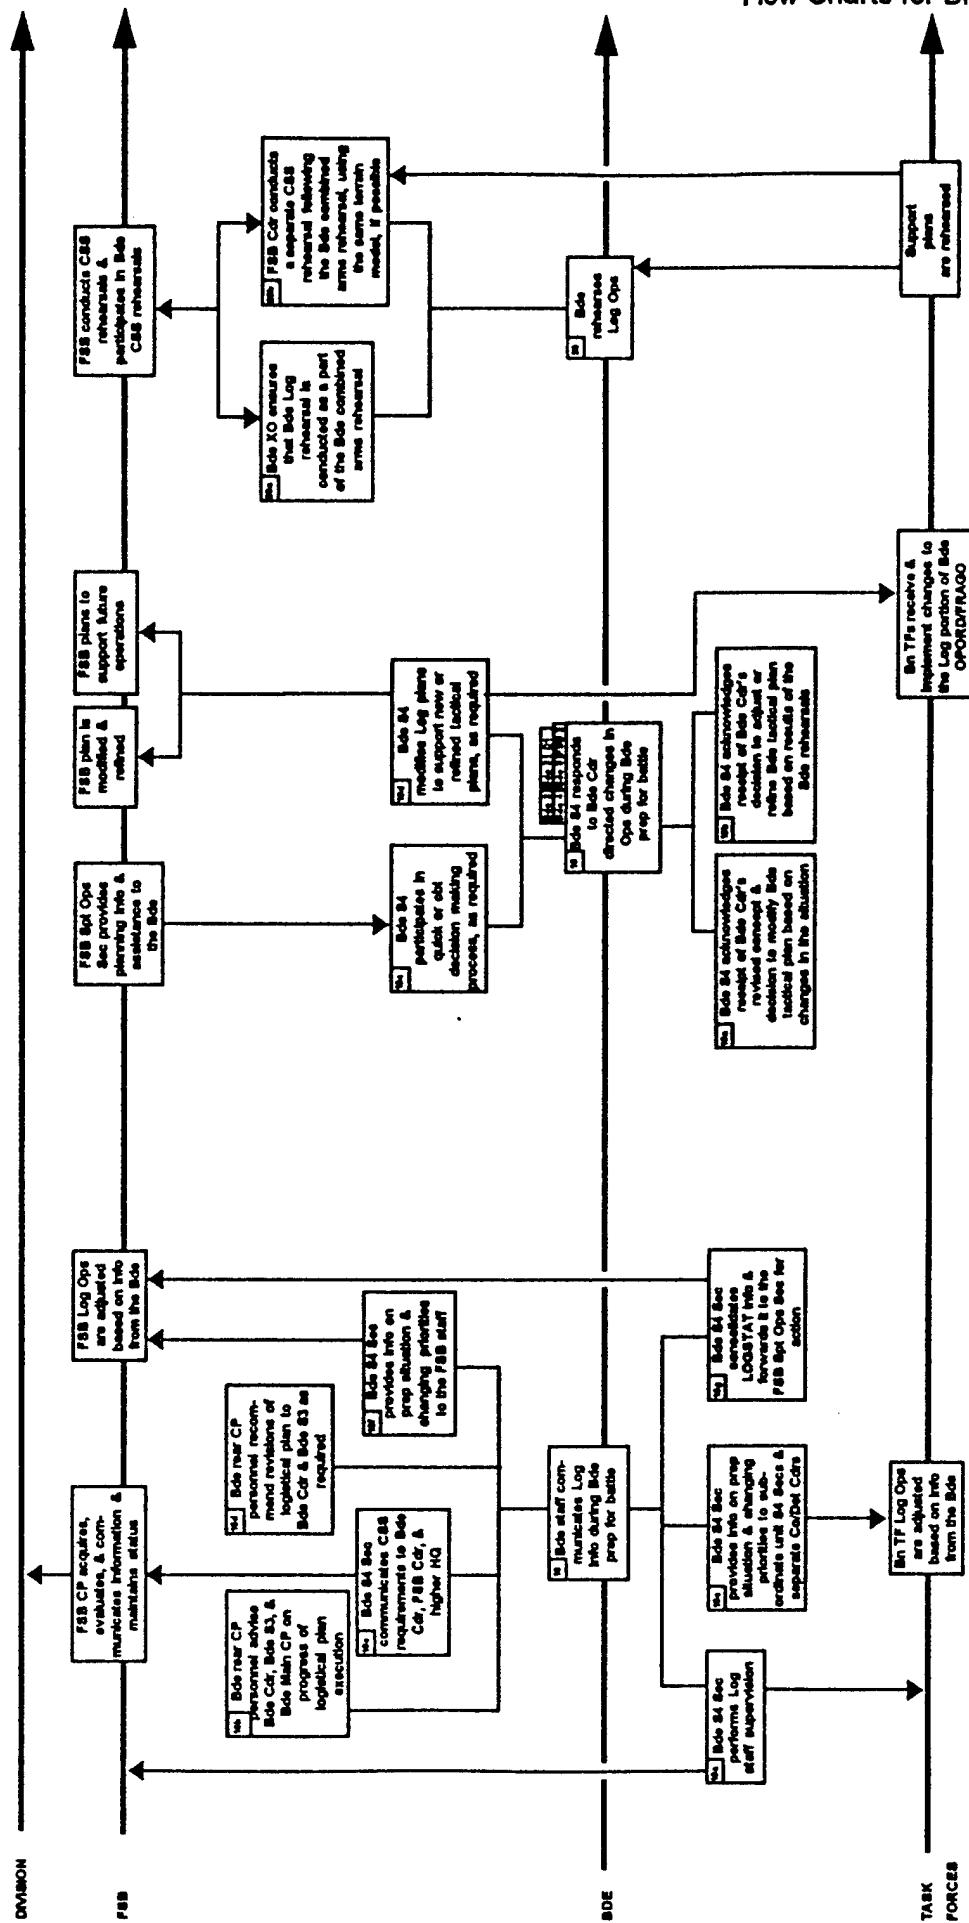 Flow Charts for
DIVISION
FSB
BDE
TASK
FORCES
FSB CP acquires,
evaluates, & com-
municates information &
maintains status
FSB Log Ops
are adjusted
based on info
from the Bde
FSB Spt Ops
Sec provides
planning info &
assistance to
the Bde
FSB plan is
modified &
refined
FSB plans to
support future
operations
FSB conducts CSS
rehearsals &
participates in Bde
CSS rehearsals
Bde rear CP
personnel advise
Bde Cdr, Bde S3, &
Bde Main CP on
progress of
logistical plan
execution
Bde S4 Sec
communicates CSS
requirements to Bde
Cdr, FSB Cdr, &
higher HQ
Bde rear CP
personnel recom-
mend revisions of
logistical plan to
Bde Cdr & Bde S3 as
required
Bde S4 Sec
provides info on
prep situation &
changing priorities
to the FSB staff
Bde S4
participates in
quick or cbt
decision making
process, as required
Bde S4
modifies Log plans
to support new or
refined tactical
plans, as required
Bde XO ensures
that Bde Log
rehearsal is
conducted as a part
of the Bde combined
arms rehearsal
FSB Cdr conducts
a separate CSS
rehearsal following
the Bde combined
arms rehearsal, using
the same terrain
model, if possible
Bde staff com-
municates Log
info during Bde
prep for battle
Bde S4 responds
to Bde Cdr
directed changes in
Ops during Bde
prep for battle
Bde
rehearses
Log Ops
Bde S4 Sec
performs Log
staff supervision
Bde S4 Sec
provides info on prep
situation & changing
priorities to sub-
ordinate unit S4 Secs &
separate Co/Det Cdrs
Bde S4 Sec
consolidates
LOGSTAT info &
forwards it to the
FSB Spt Ops Sec for
action
Bde S4 acknowledges
receipt of Bde Cdr's
revised concept &
decision to modify Bde
tactical plan based on
changes in the situation
Bde S4 acknowledges
receipt of Bde Cdr's
decision to adjust or
refine Bde tactical plan
based on results of the
Bde rehearsals
Bn TF Log Ops
are adjusted
based on info
from the Bde
Bn TFs receive &
implement changes to
the Log portion of Bde
OPORD/FRAGO
Support
plans
are rehearsed